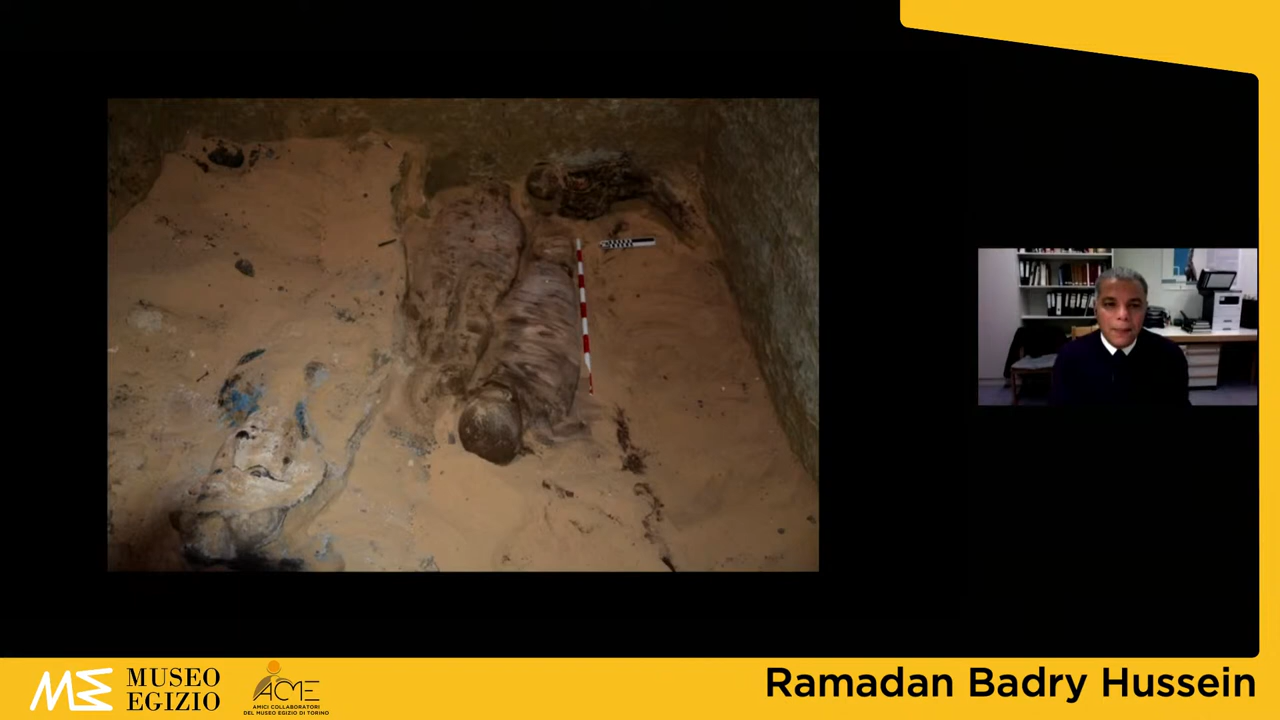 Ramadan Badry Hussein
MUSEO
EGIZIO
ACME
AMICI COLLABORATORI
DEL MUSEO EGIZIO DI TORINO